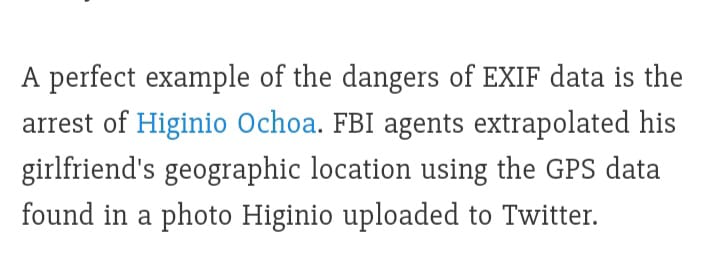 A perfect example of the dangers of EXIF data is the
arrest of Higinio Ochoa. FBI agents extrapolated his
girlfriend's geographic location using the GPS data
found in a photo Higinio uploaded to Twitter.